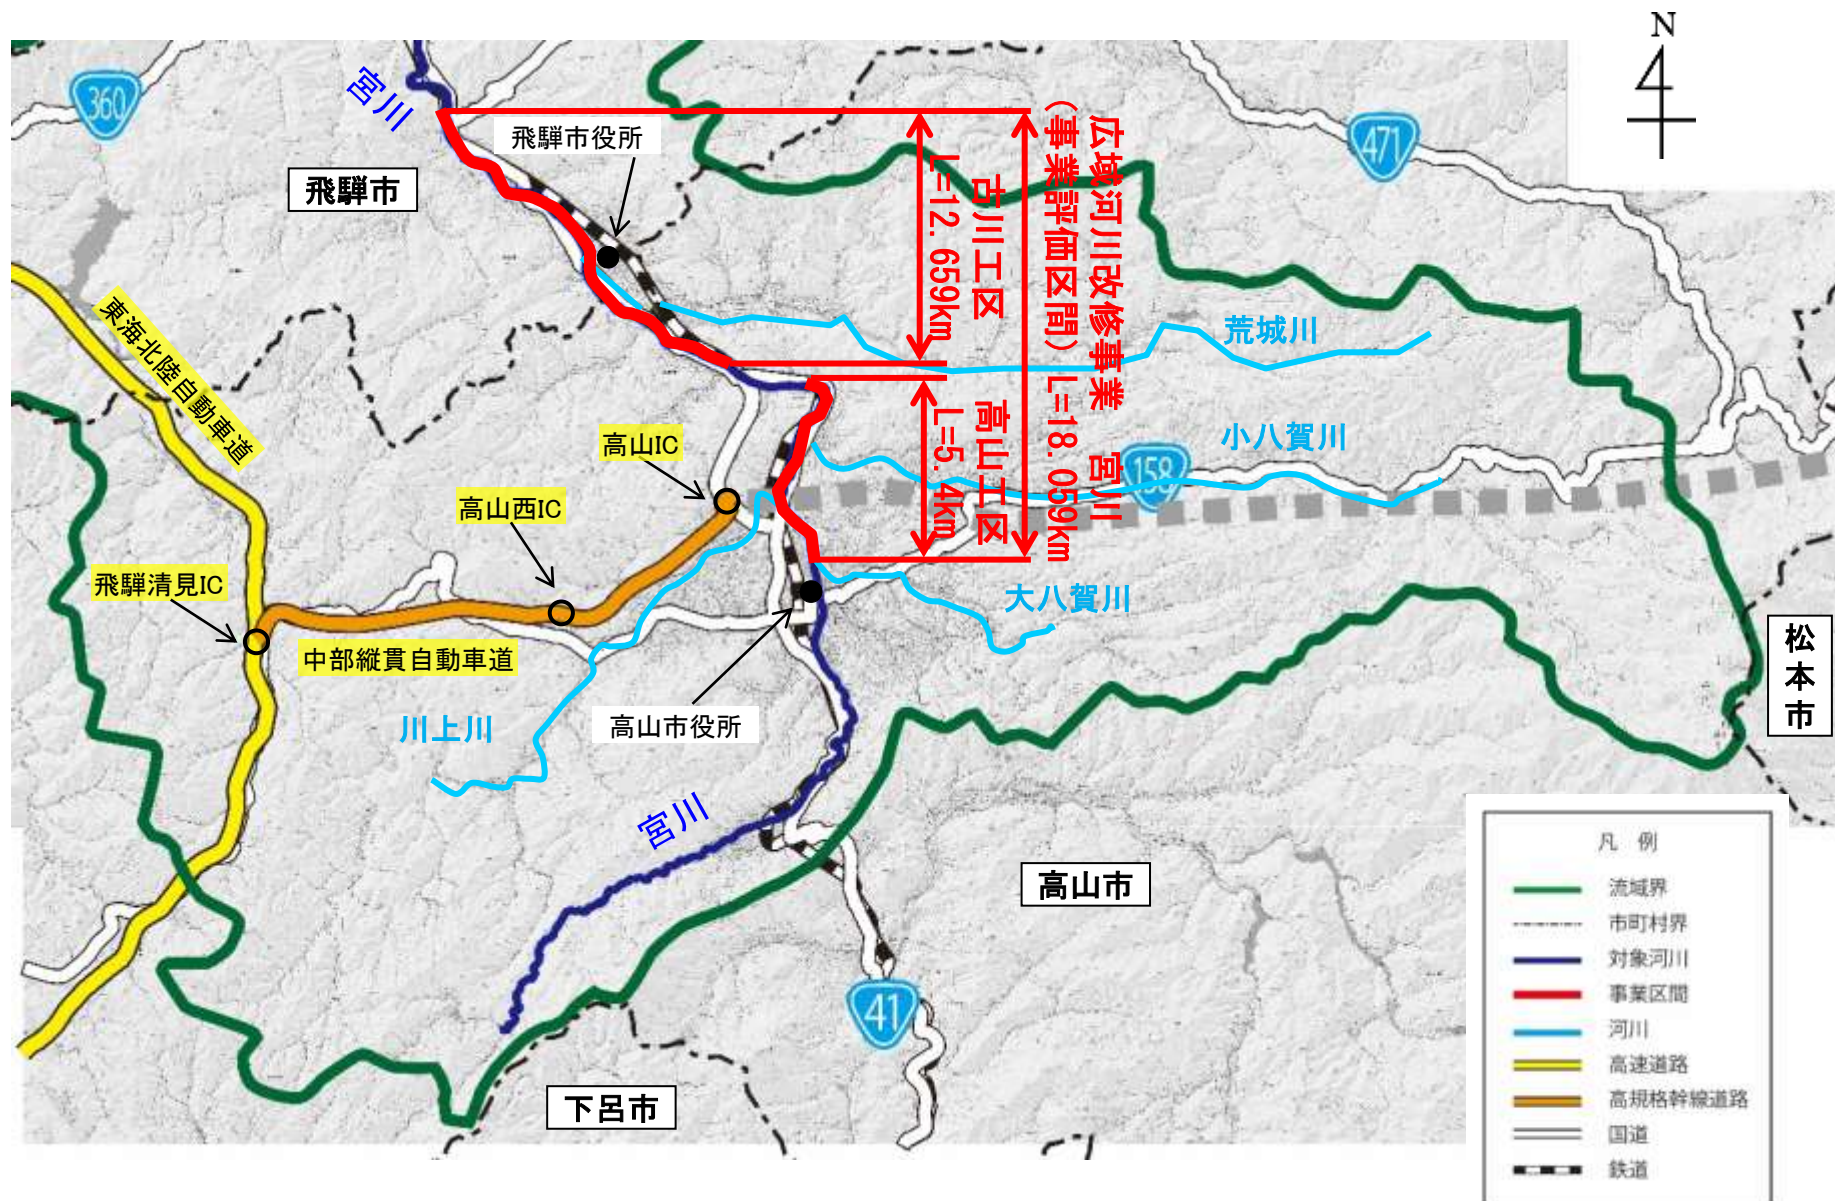 N
360
宮川
飛騨市役所
飛騨市
471
広域河川改修事業　宮川
(事業評価区間) L=18.059km
古川工区
L=12.659km
高山工区
L=5.4km
東海北陸自動車道
荒城川
小八賀川
158
高山IC
高山西IC
飛騨清見IC
中部縦貫自動車道
大八賀川
川上川
高山市役所
松本市
宮川
高山市
41
下呂市
凡 例
流域界
市町村界
対象河川
事業区間
河川
高速道路
高規格幹線道路
国道
鉄道